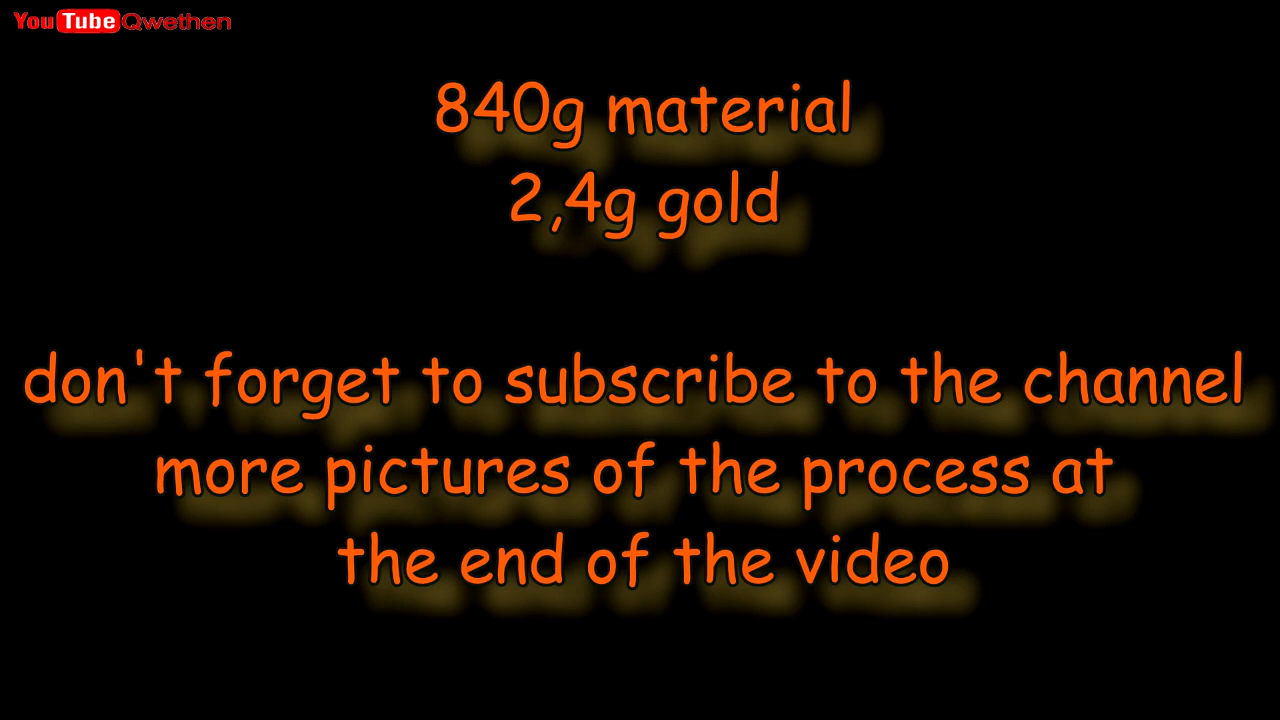 YouTube Qwethen
840g material
2,4g gold
don't forget to subscribe to the channel
more pictures of the process at
the end of the video